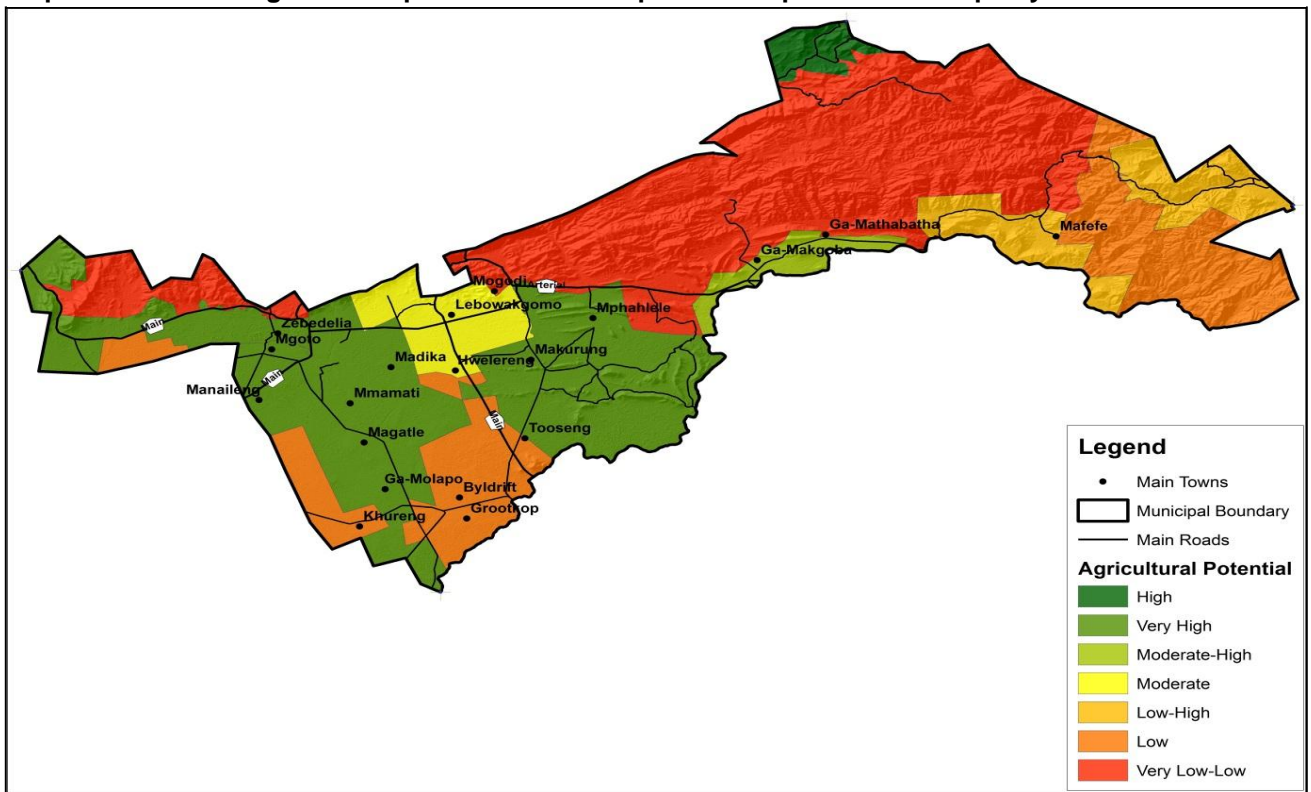 Mogodi
Arterial
Lebowakgomo
Ga-Mathabatha
Ga-Makgoba
Mafefe
Mphahlele
Zebedelia
Mgoto
Main
Madika
Hwelereng
Makurung
Manaileng
Main
Mmamati
Main
Magatle
Tooseng
Ga-Molapo
Byldrift
Khureng
Grootkop
Legend
Main Towns
Municipal Boundary
Main Roads
Agricultural Potential
High
Very High
Moderate-High
Moderate
Low-High
Low
Very Low-Low